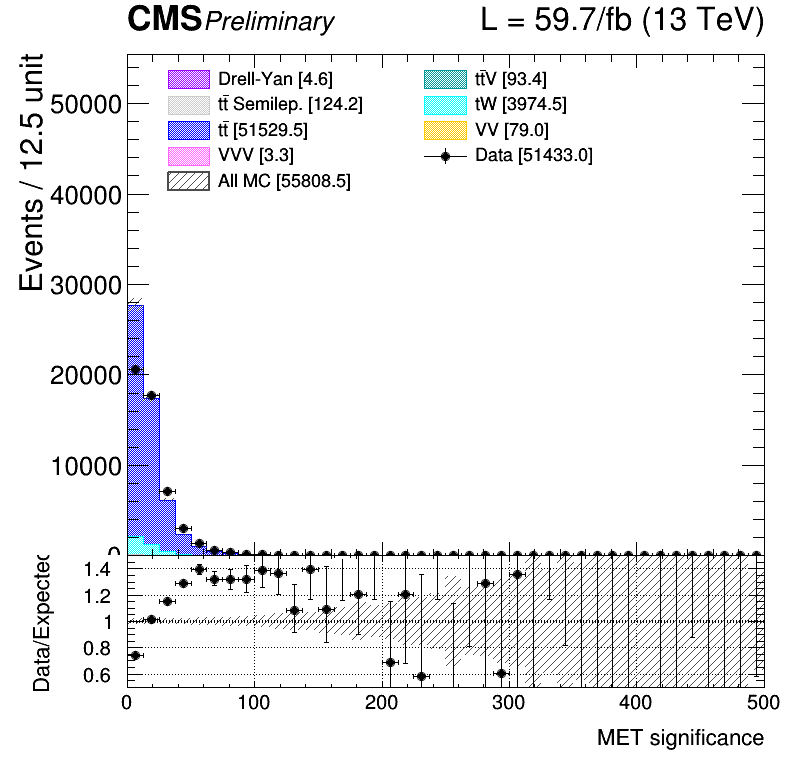 CMS Preliminary L = 59.7/fb (13 TeV)
Events / 12.5 unit
50000
40000
30000
20000
10000
0
Drell-Yan [4.6]
tt̄ Semilep. [124.2]
tt̄ [51529.5]
VVV [3.3]
All MC [55808.5]
tt̄V [93.4]
tW [3974.5]
VV [79.0]
Data [51433.0]
Data/Expected
1.4
1.2
1
0.8
0.6
0 100 200 300 400 500
MET significance